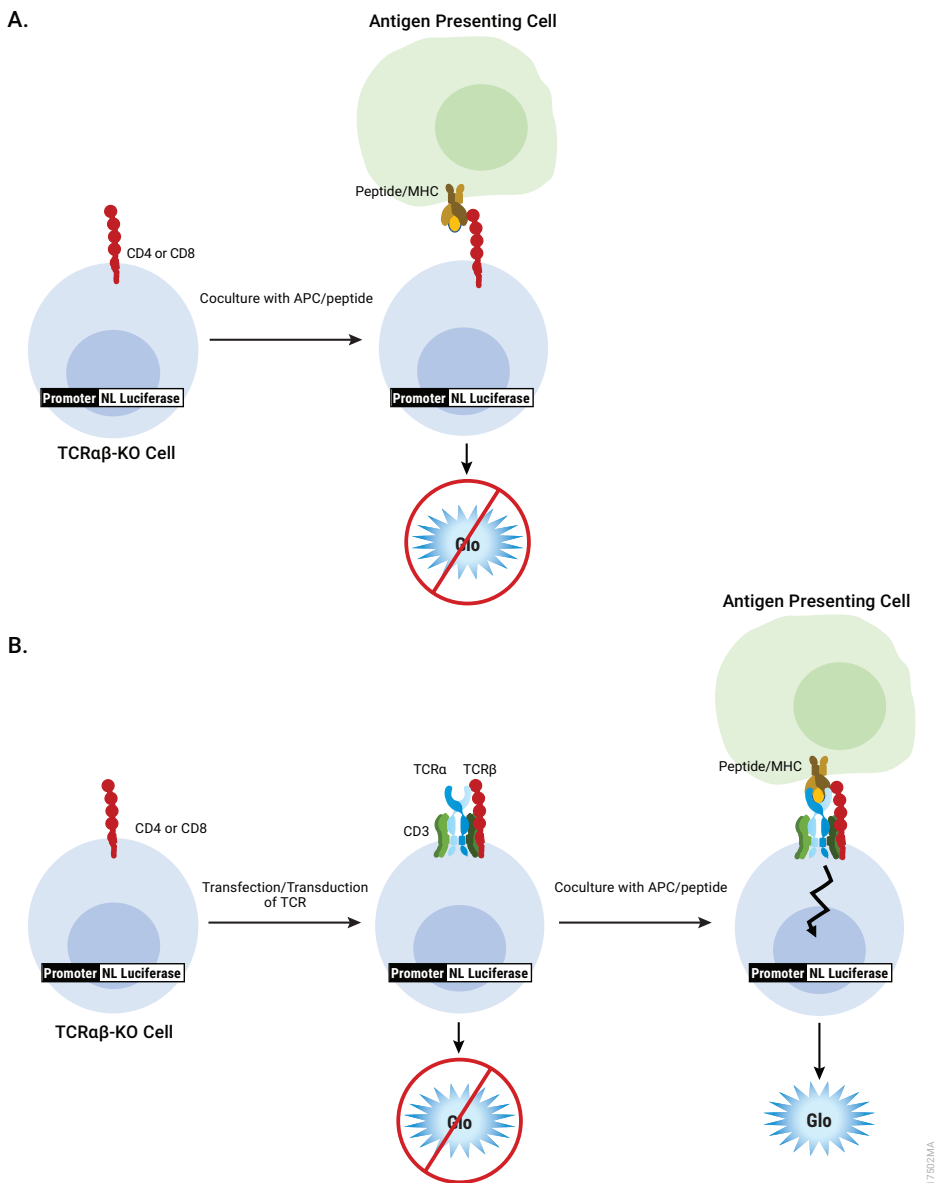 A.
Antigen Presenting Cell
Peptide/MHC
CD4 or CD8
Coculture with APC/peptide
Promoter NL Luciferase
Promoter NL Luciferase
TCRαβ-KO Cell
Glo
Antigen Presenting Cell
B.
Peptide/MHC
TCRα TCRβ
CD4 or CD8
CD3
Transfection/Transduction
of TCR
Coculture with APC/peptide
Promoter NL Luciferase
Promoter NL Luciferase
Promoter NL Luciferase
TCRαβ-KO Cell
Glo
Glo